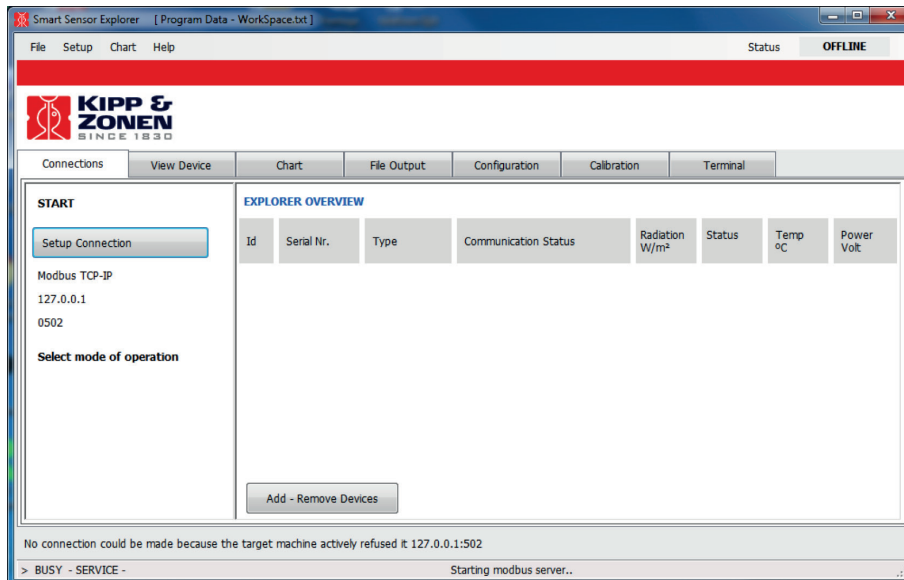 Smart Sensor Explorer [ Program Data - WorkSpace.txt ]
File Setup Chart Help Status OFFLINE
KIPP &
ZONEN
SINCE 1830
Connections View Device Chart File Output Configuration Calibration Terminal
START
Setup Connection
Modbus TCP-IP
127.0.0.1
0502
Select mode of operation
EXPLORER OVERVIEW
Id Serial Nr. Type Communication Status Radiation W/m² Status Temp ºC Power Volt
Add - Remove Devices
No connection could be made because the target machine actively refused it 127.0.0.1:502
> BUSY - SERVICE - Starting modbus server..